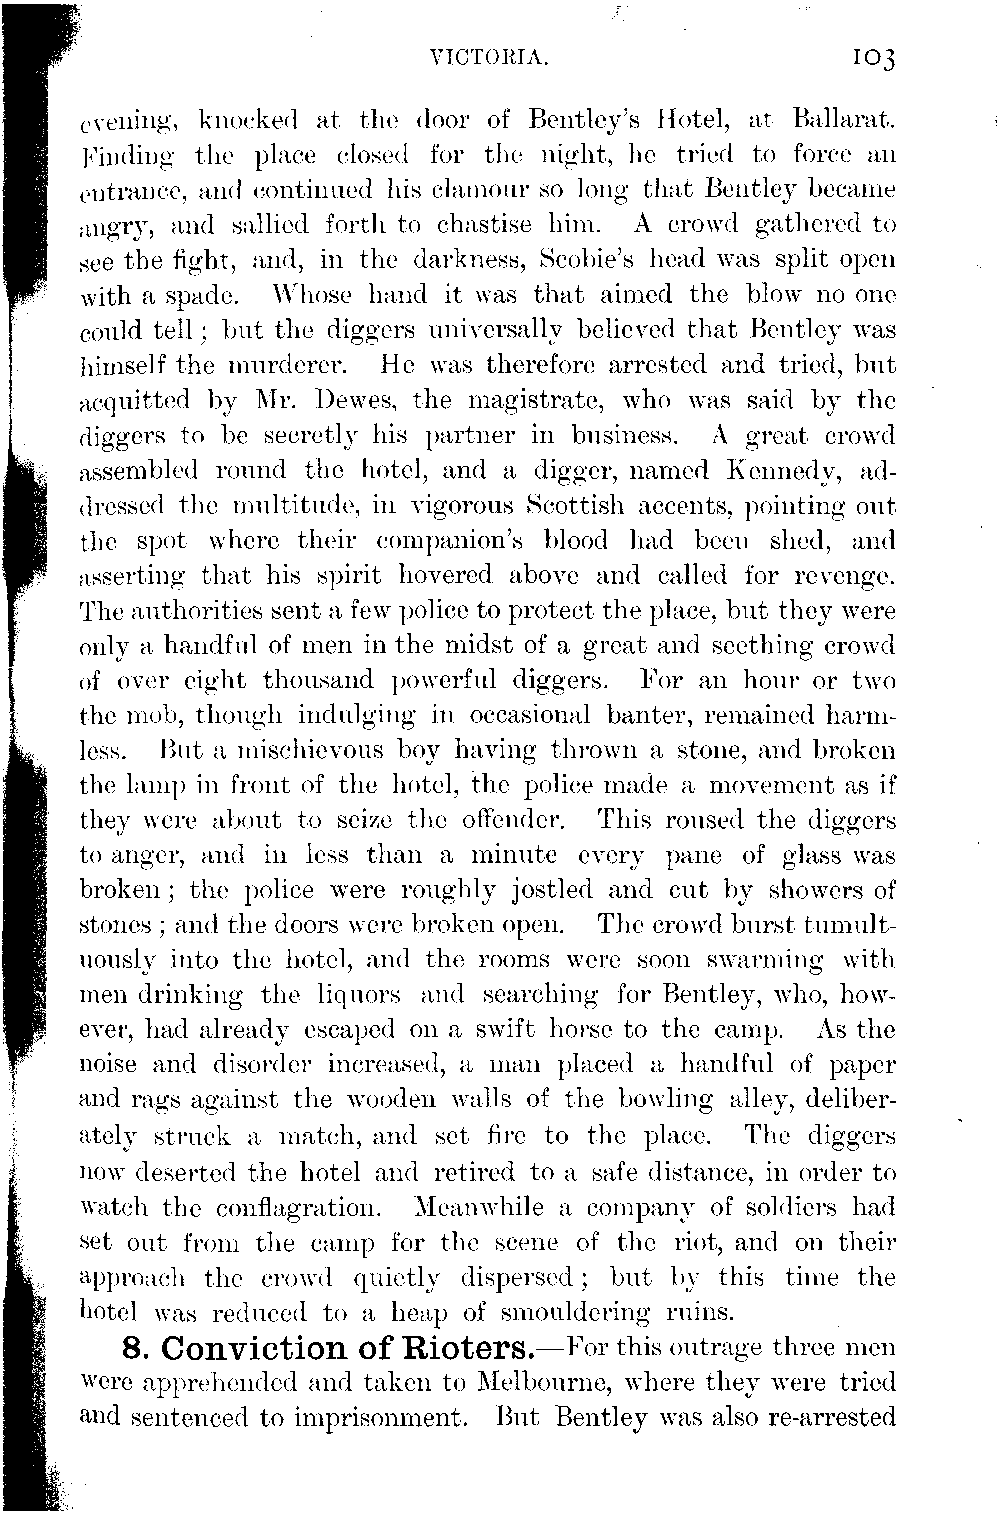 VICTORIA. 103
evening, knocked at the door of Bentley's Hotel, at Ballarat.
Finding the place closed for the night, he tried to force an
entrance, and continued his clamour so long that Bentley became
angry, and sallied forth to chastise him. A crowd gathered to
see the fight, and, in the darkness, Scobie's head was split open
with a spade. Whose hand it was that aimed the blow no one
could tell; but the diggers universally believed that Bentley was
himself the murderer. He was therefore arrested and tried, but
acquitted by Mr. Dewes, the magistrate, who was said by the
diggers to be secretly his partner in business. A great crowd
assembled round the hotel, and a digger, named Kennedy, ad-
dressed the multitude, in vigorous Scottish accents, pointing out
the spot where their companion's blood had been shed, and
asserting that his spirit hovered above and called for revenge.
The authorities sent a few police to protect the place, but they were
only a handful of men in the midst of a great and seething crowd
of over eight thousand powerful diggers. For an hour or two
the mob, though indulging in occasional banter, remained harm-
less. But a mischievous boy having thrown a stone, and broken
the lamp in front of the hotel, the police made a movement as if
they were about to seize the offender. This roused the diggers
to anger, and in less than a minute every pane of glass was
broken; the police were roughly jostled and cut by showers of
stones; and the doors were broken open. The crowd burst tumult-
uously into the hotel, and the rooms were soon swarming with
men drinking the liquors and searching for Bentley, who, how-
ever, had already escaped on a swift horse to the camp. As the
noise and disorder increased, a man placed a handful of paper
and rags against the wooden walls of the bowling alley, deliber-
ately struck a match, and set fire to the place. The diggers
now deserted the hotel and retired to a safe distance, in order to
watch the conflagration. Meanwhile a company of soldiers had
set out from the camp for the scene of the riot, and on their
approach the crowd quietly dispersed; but by this time the
hotel was reduced to a heap of smouldering ruins.
8. Conviction of Rioters.—For this outrage three men
were apprehended and taken to Melbourne, where they were tried
and sentenced to imprisonment. But Bentley was also re-arrested